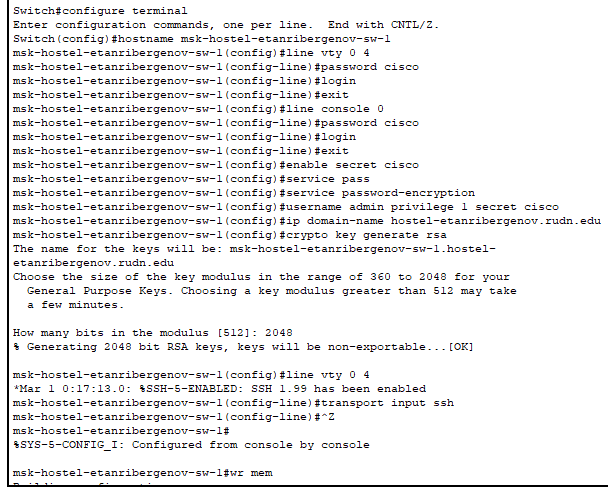 Switch#configure terminal
Enter configuration commands, one per line.  End with CNTL/Z.
Switch(config)#hostname msk-hostel-etanribergenov-sw-1
msk-hostel-etanribergenov-sw-1(config)#line vty 0 4
msk-hostel-etanribergenov-sw-1(config-line)#password cisco
msk-hostel-etanribergenov-sw-1(config-line)#login
msk-hostel-etanribergenov-sw-1(config-line)#exit
msk-hostel-etanribergenov-sw-1(config)#line console 0
msk-hostel-etanribergenov-sw-1(config-line)#password cisco
msk-hostel-etanribergenov-sw-1(config-line)#login
msk-hostel-etanribergenov-sw-1(config-line)#exit
msk-hostel-etanribergenov-sw-1(config)#enable secret cisco
msk-hostel-etanribergenov-sw-1(config)#service pass
msk-hostel-etanribergenov-sw-1(config)#service password-encryption
msk-hostel-etanribergenov-sw-1(config)#username admin privilege 1 secret cisco
msk-hostel-etanribergenov-sw-1(config)#ip domain-name hostel-etanribergenov.rudn.edu
msk-hostel-etanribergenov-sw-1(config)#crypto key generate rsa
The name for the keys will be: msk-hostel-etanribergenov-sw-1.hostel-
etanribergenov.rudn.edu
Choose the size of the key modulus in the range of 360 to 2048 for your
  General Purpose Keys. Choosing a key modulus greater than 512 may take
  a few minutes.

How many bits in the modulus [512]: 2048
% Generating 2048 bit RSA keys, keys will be non-exportable...[OK]

msk-hostel-etanribergenov-sw-1(config)#line vty 0 4
*Mar 1 0:17:13.0: %SSH-5-ENABLED: SSH 1.99 has been enabled
msk-hostel-etanribergenov-sw-1(config-line)#transport input ssh
msk-hostel-etanribergenov-sw-1(config-line)#^Z
msk-hostel-etanribergenov-sw-1#
%SYS-5-CONFIG_I: Configured from console by console

msk-hostel-etanribergenov-sw-1#wr mem